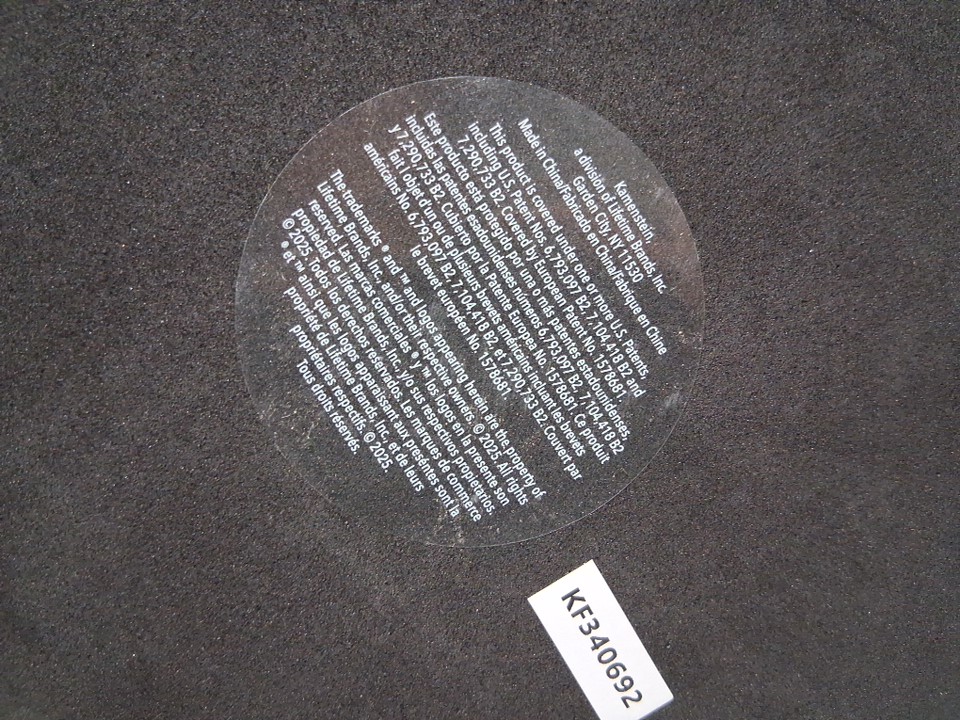 Kamenstein,
a division of Lifetime Brands, Inc.
Garden City, NY 11530
Made in China/Fabricado en China/Fabriqué en Chine
This product is covered under one or more U.S. Patents,
including U.S. Patent Nos. 6,793,097 B2, 7,104,418 B2 and
7,290,733 B2. Covered by European Patent No. 1578681.
Este producto está protegido por una o más patentes estadounidenses,
incluidas las patentes estadounidenses números 6,793,097 B2, 7,104,418 B2
y 7,290,733 B2. Cubierto por la Patente Europea No. 1578681. Ce produit
fait l'objet d'un ou de plusieurs brevets américains incluant les brevets
américains No. 6,793,097 B2, 7,104,418 B2, et 7,290,733 B2 Couvert par
le brevet européen No. 1578681.
The trademarks ® and ™ and logos appearing herein are the property of
Lifetime Brands, Inc. and/or their respective owners. © 2025. All rights
reserved. Las marcas comerciales ® y ™ y los logos en la presente son
propiedad de Lifetime Brands, Inc. y/o sus respectivos propietarios.
© 2025. Todos los derechos reservados. Les marques de commerce
® et ™ ainsi que les logos apparaissant aux présentes sont la
propriété de Lifetime Brands, Inc., et de leurs
propriétaires respectifs. © 2025.
Tous droits réservés.
KF340692